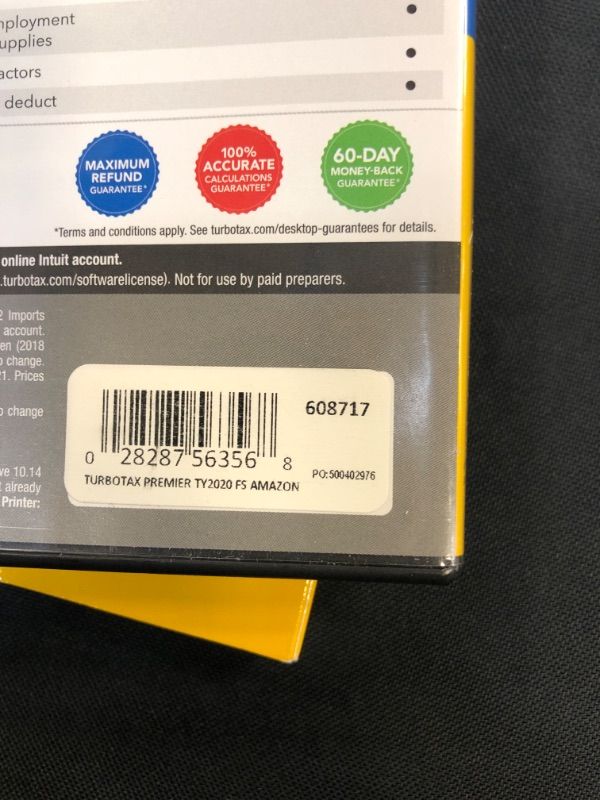 nployment
upplies
actors
deduct
MAXIMUM
REFUND
GUARANTEE*
100%
ACCURATE
CALCULATIONS
GUARANTEE*
60-DAY
MONEY-BACK
GUARANTEE*
*Terms and conditions apply. See turbotax.com/desktop-guarantees for details.
online Intuit account.
.turbotax.com/softwarelicense). Not for use by paid preparers.
2 Imports
account.
en (2018
o change.
1. Prices
o change
ve 10.14
t already
Printer:
608717
0 28287 56356 8
PO:500402976
TURBOTAX PREMIER TY2020 FS AMAZON